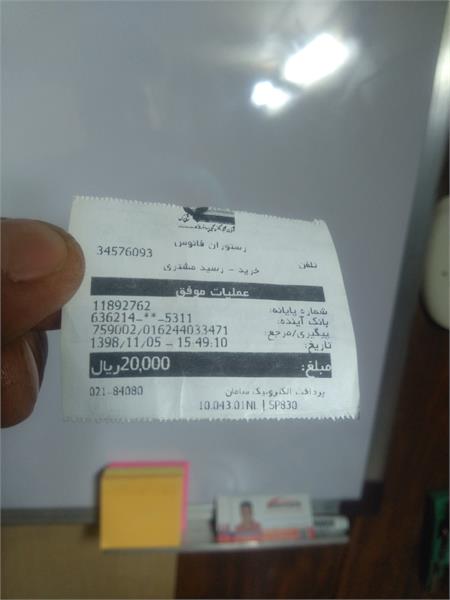 رستوران فانوس
تلفن 34576093
خرید - رسید مشتری
عملیات موفق
شماره پایانه: 11892762
بانک آینده: 636214-**-5311
پیگیری/مرجع: 759002/016244033471
تاریخ: 1398/11/05 - 15:49:10
مبلغ: 20,000ریال
پرداخت الکترونیک سامان 021-84080
10.043.01NL | SP830